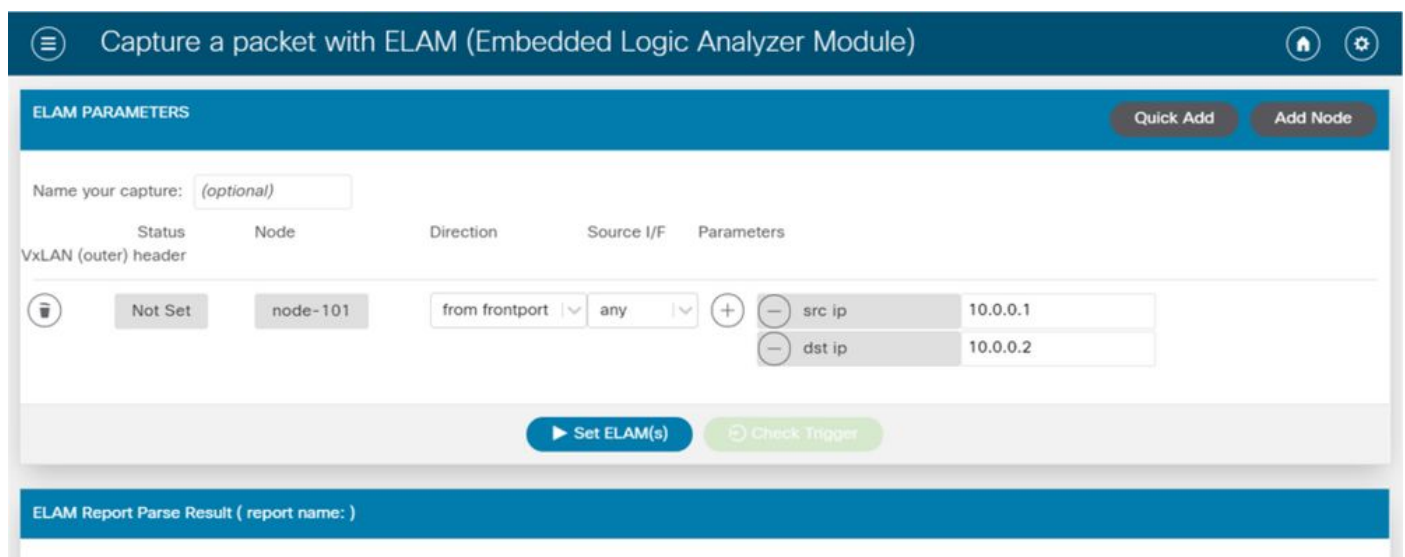 Capture a packet with ELAM (Embedded Logic Analyzer Module)
ELAM PARAMETERS
Quick Add
Add Node
Name your capture: (optional)
Status Node Direction Source I/F Parameters
VxLAN (outer) header
Not Set node-101 from frontport any src ip 10.0.0.1
dst ip 10.0.0.2
Set ELAM(s)
Check Trigger
ELAM Report Parse Result ( report name: )